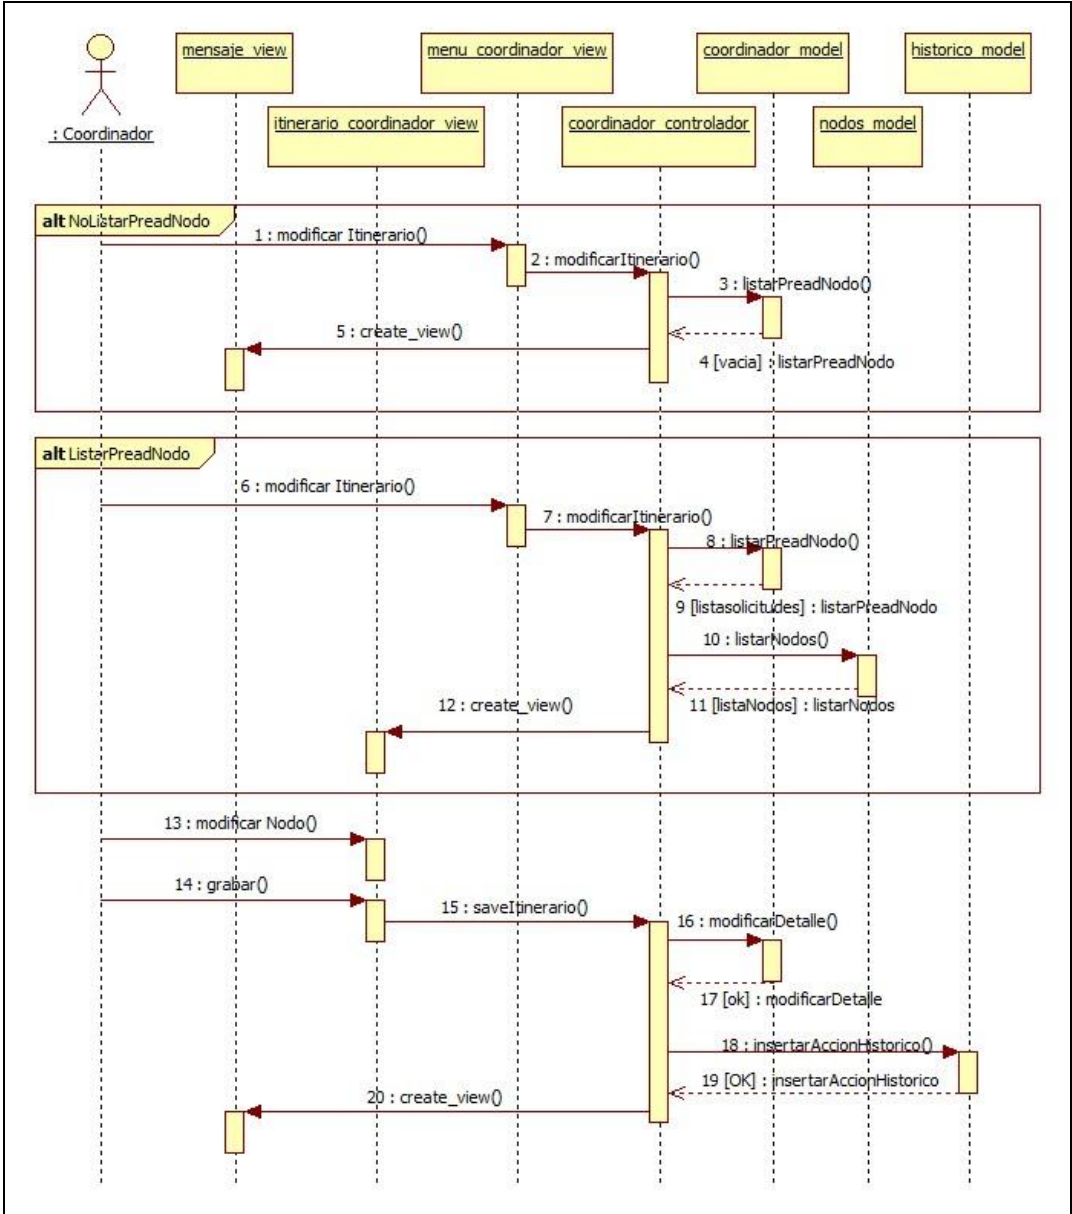 mensaje_view
menu_coordinador_view
coordinador_model
historico_model
: Coordinador
itinerario_coordinador_view
coordinador_controlador
nodos_model
alt NoListarPreadNodo
1 : modificar Itinerario()
2 : modificarItinerario()
3 : listarPreadNodo()
5 : create_view()
4 [vacia] : listarPreadNodo
alt ListarPreadNodo
6 : modificar Itinerario()
7 : modificarItinerario()
8 : listarPreadNodo()
9 [listasolicitudes] : listarPreadNodo
10 : listarNodos()
11 [listaNodos] : listarNodos
12 : create_view()
13 : modificar Nodo()
14 : grabar()
15 : saveItinerario()
16 : modificarDetalle()
17 [ok] : modificarDetalle
18 : insertarAccionHistorico()
19 [OK] : insertarAccionHistorico
20 : create_view()